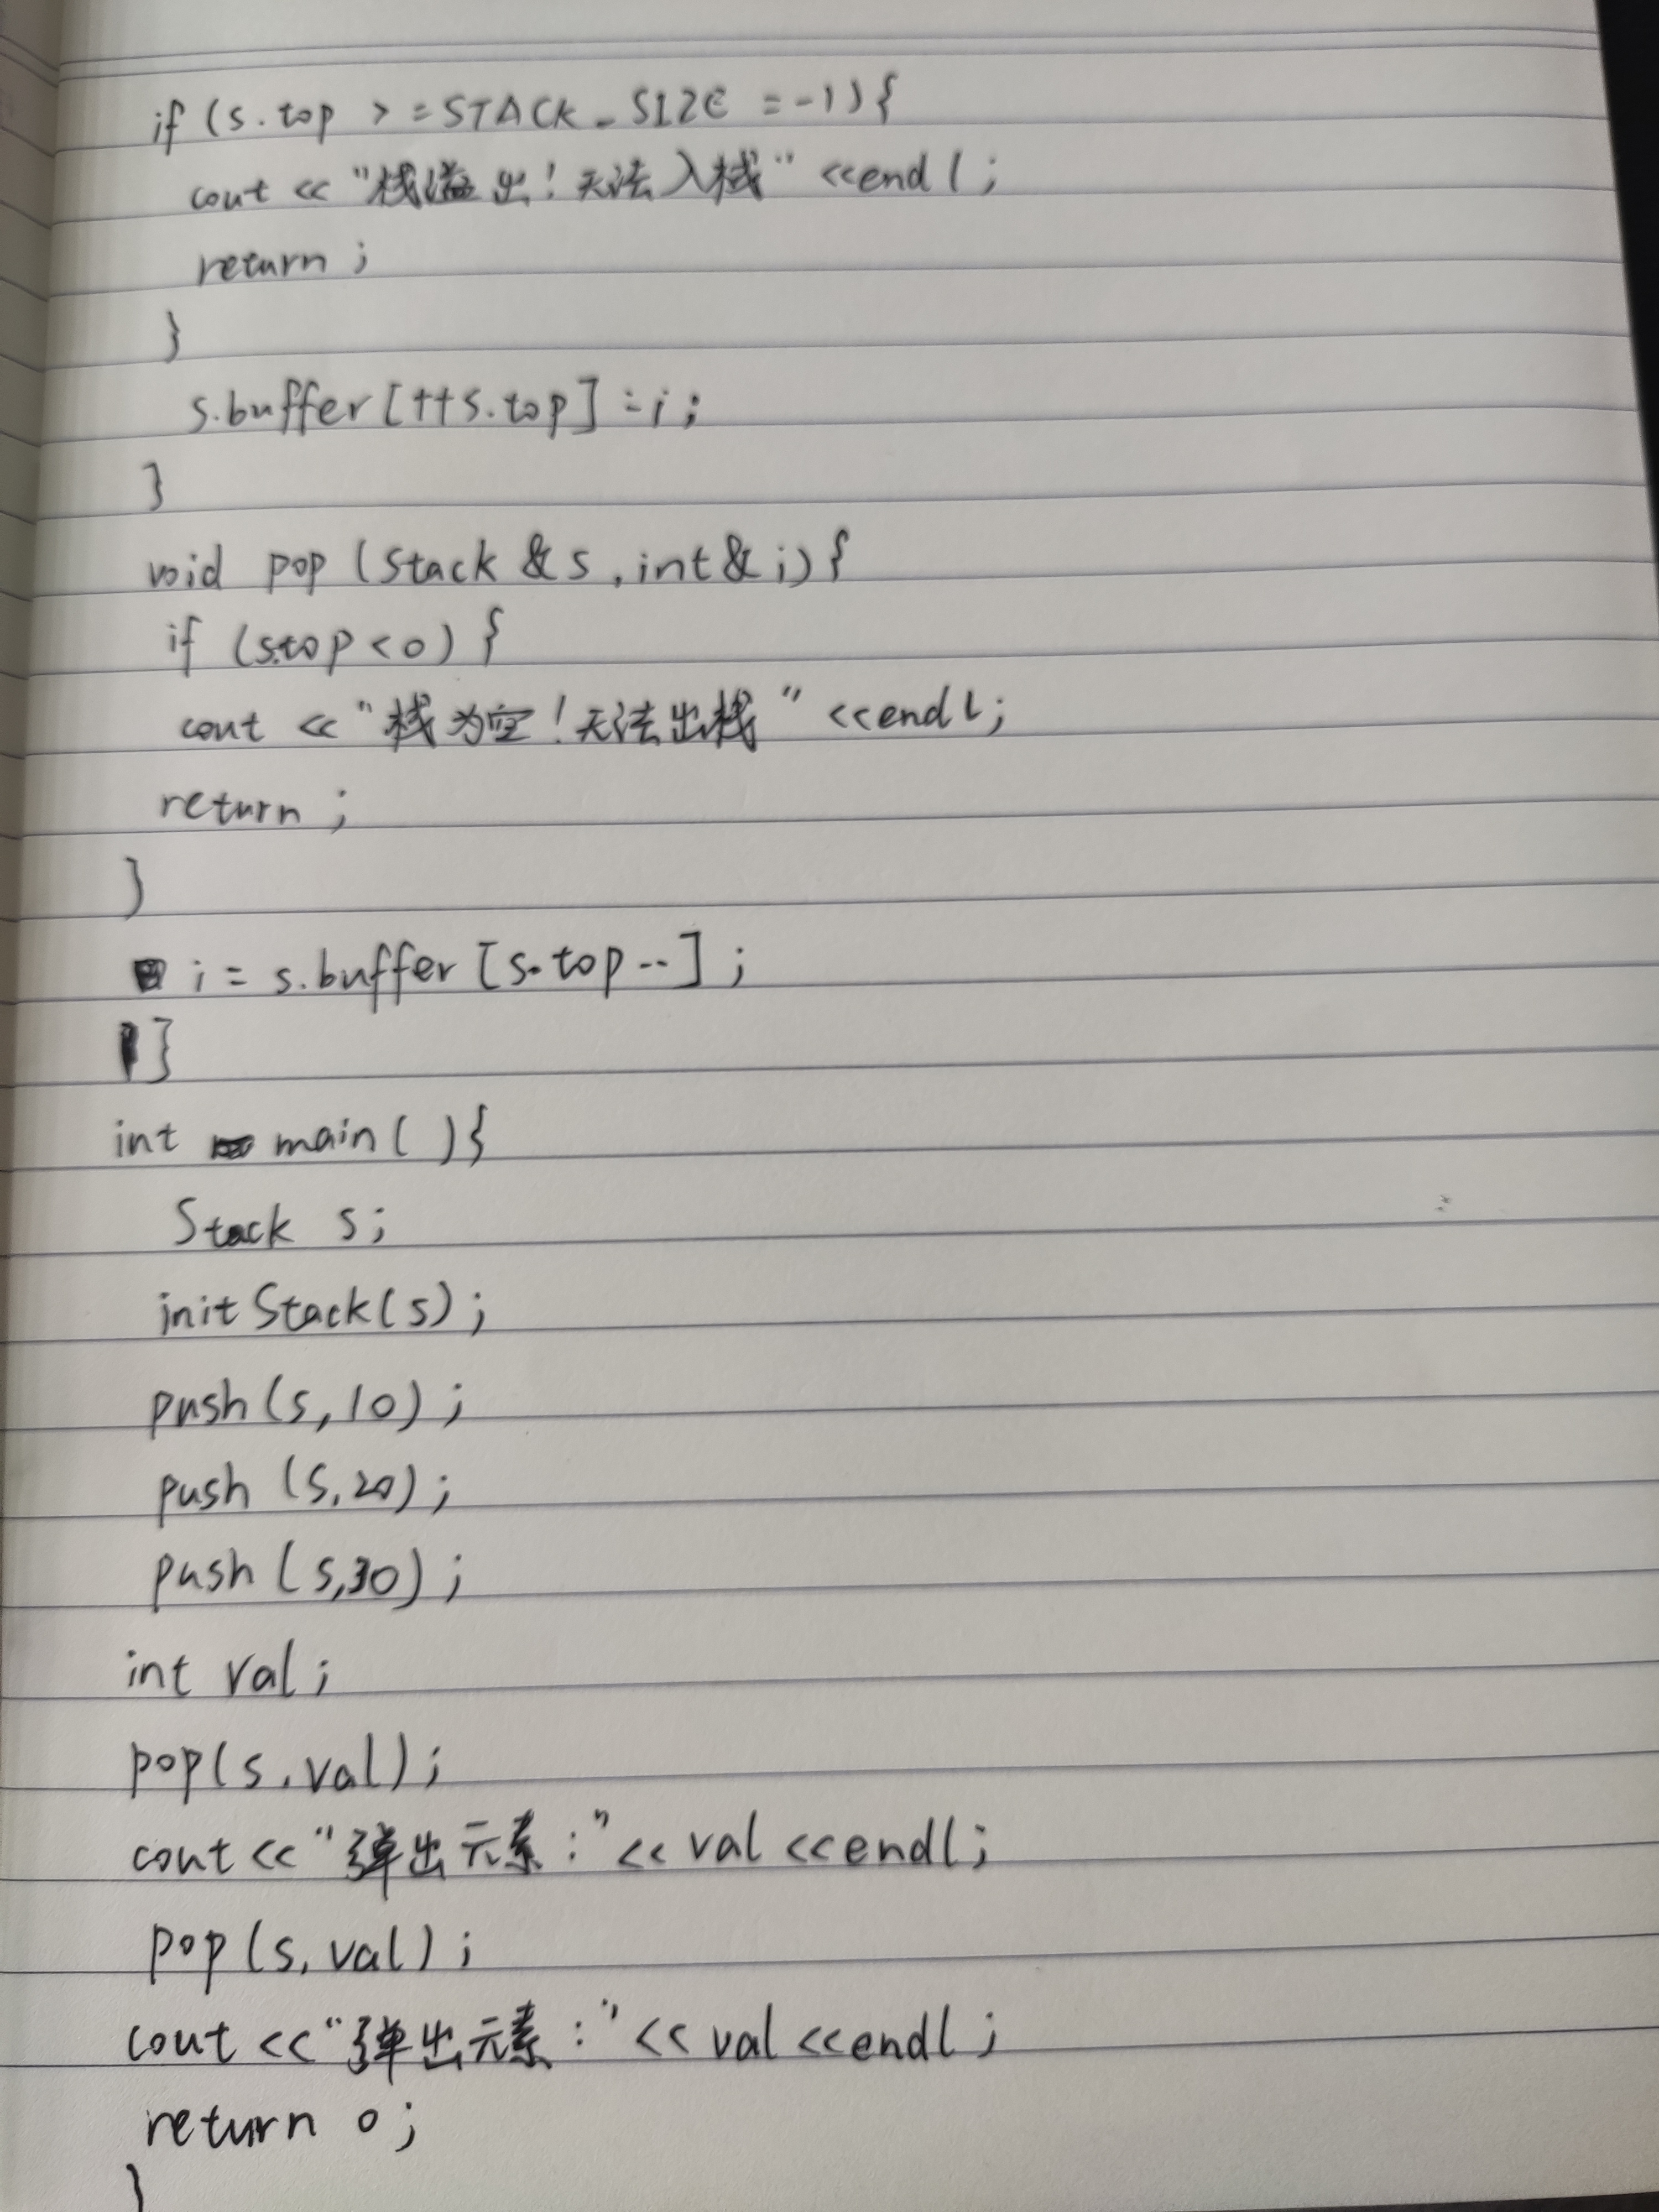 if (s.top >= STACK_SIZE =-1){
cout << "栈溢出!无法入栈" <<endl;
return;
}
s.buffer[++s.top] = i;
}
void pop (Stack &s, int& i){
if (s.top<0) {
cout << "栈为空!无法出栈" <<endl;
return;
}
i = s.buffer[s.top--];
}
int main( ){
Stack s;
initStack(s);
push(s,10);
push(s,20);
push(s,30);
int val;
pop(s,val);
cout << "弹出元素:" << val <<endl;
pop(s,val);
cout << "弹出元素:" << val <<endl;
return 0;
}